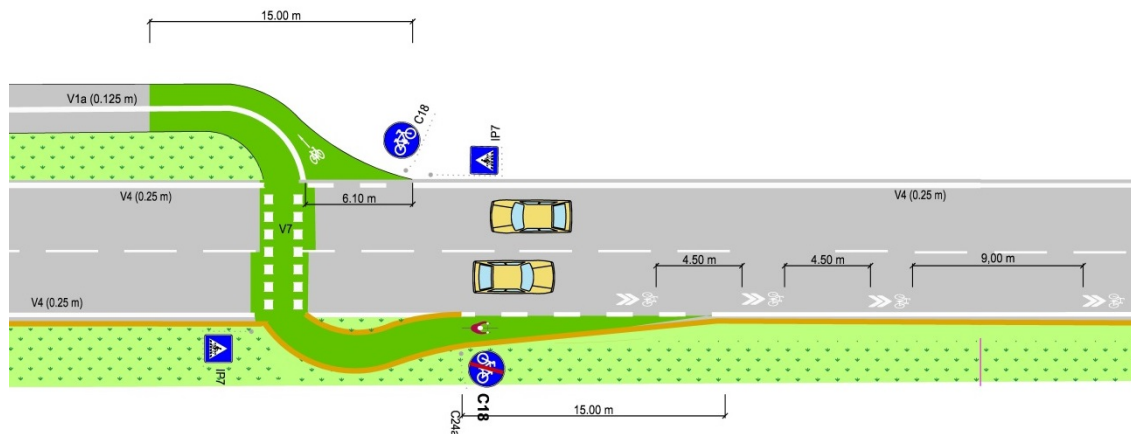 15.00 m
V1a (0.125 m)
C18
IP7
V4 (0.25 m)
6.10 m
V4 (0.25 m)
V7
4.50 m
4.50 m
9,00 m
V4 (0.25 m)
IP7
C18
C24a
15.00 m